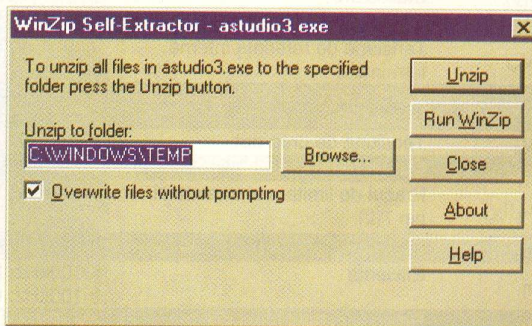 WinZip Self-Extractor - astudio3.exe
To unzip all files in astudio3.exe to the specified
folder press the Unzip button.
Unzip to folder:
C:\WINDOWS\TEMP
Browse...
Overwrite files without prompting
Unzip
Run WinZip
Close
About
Help